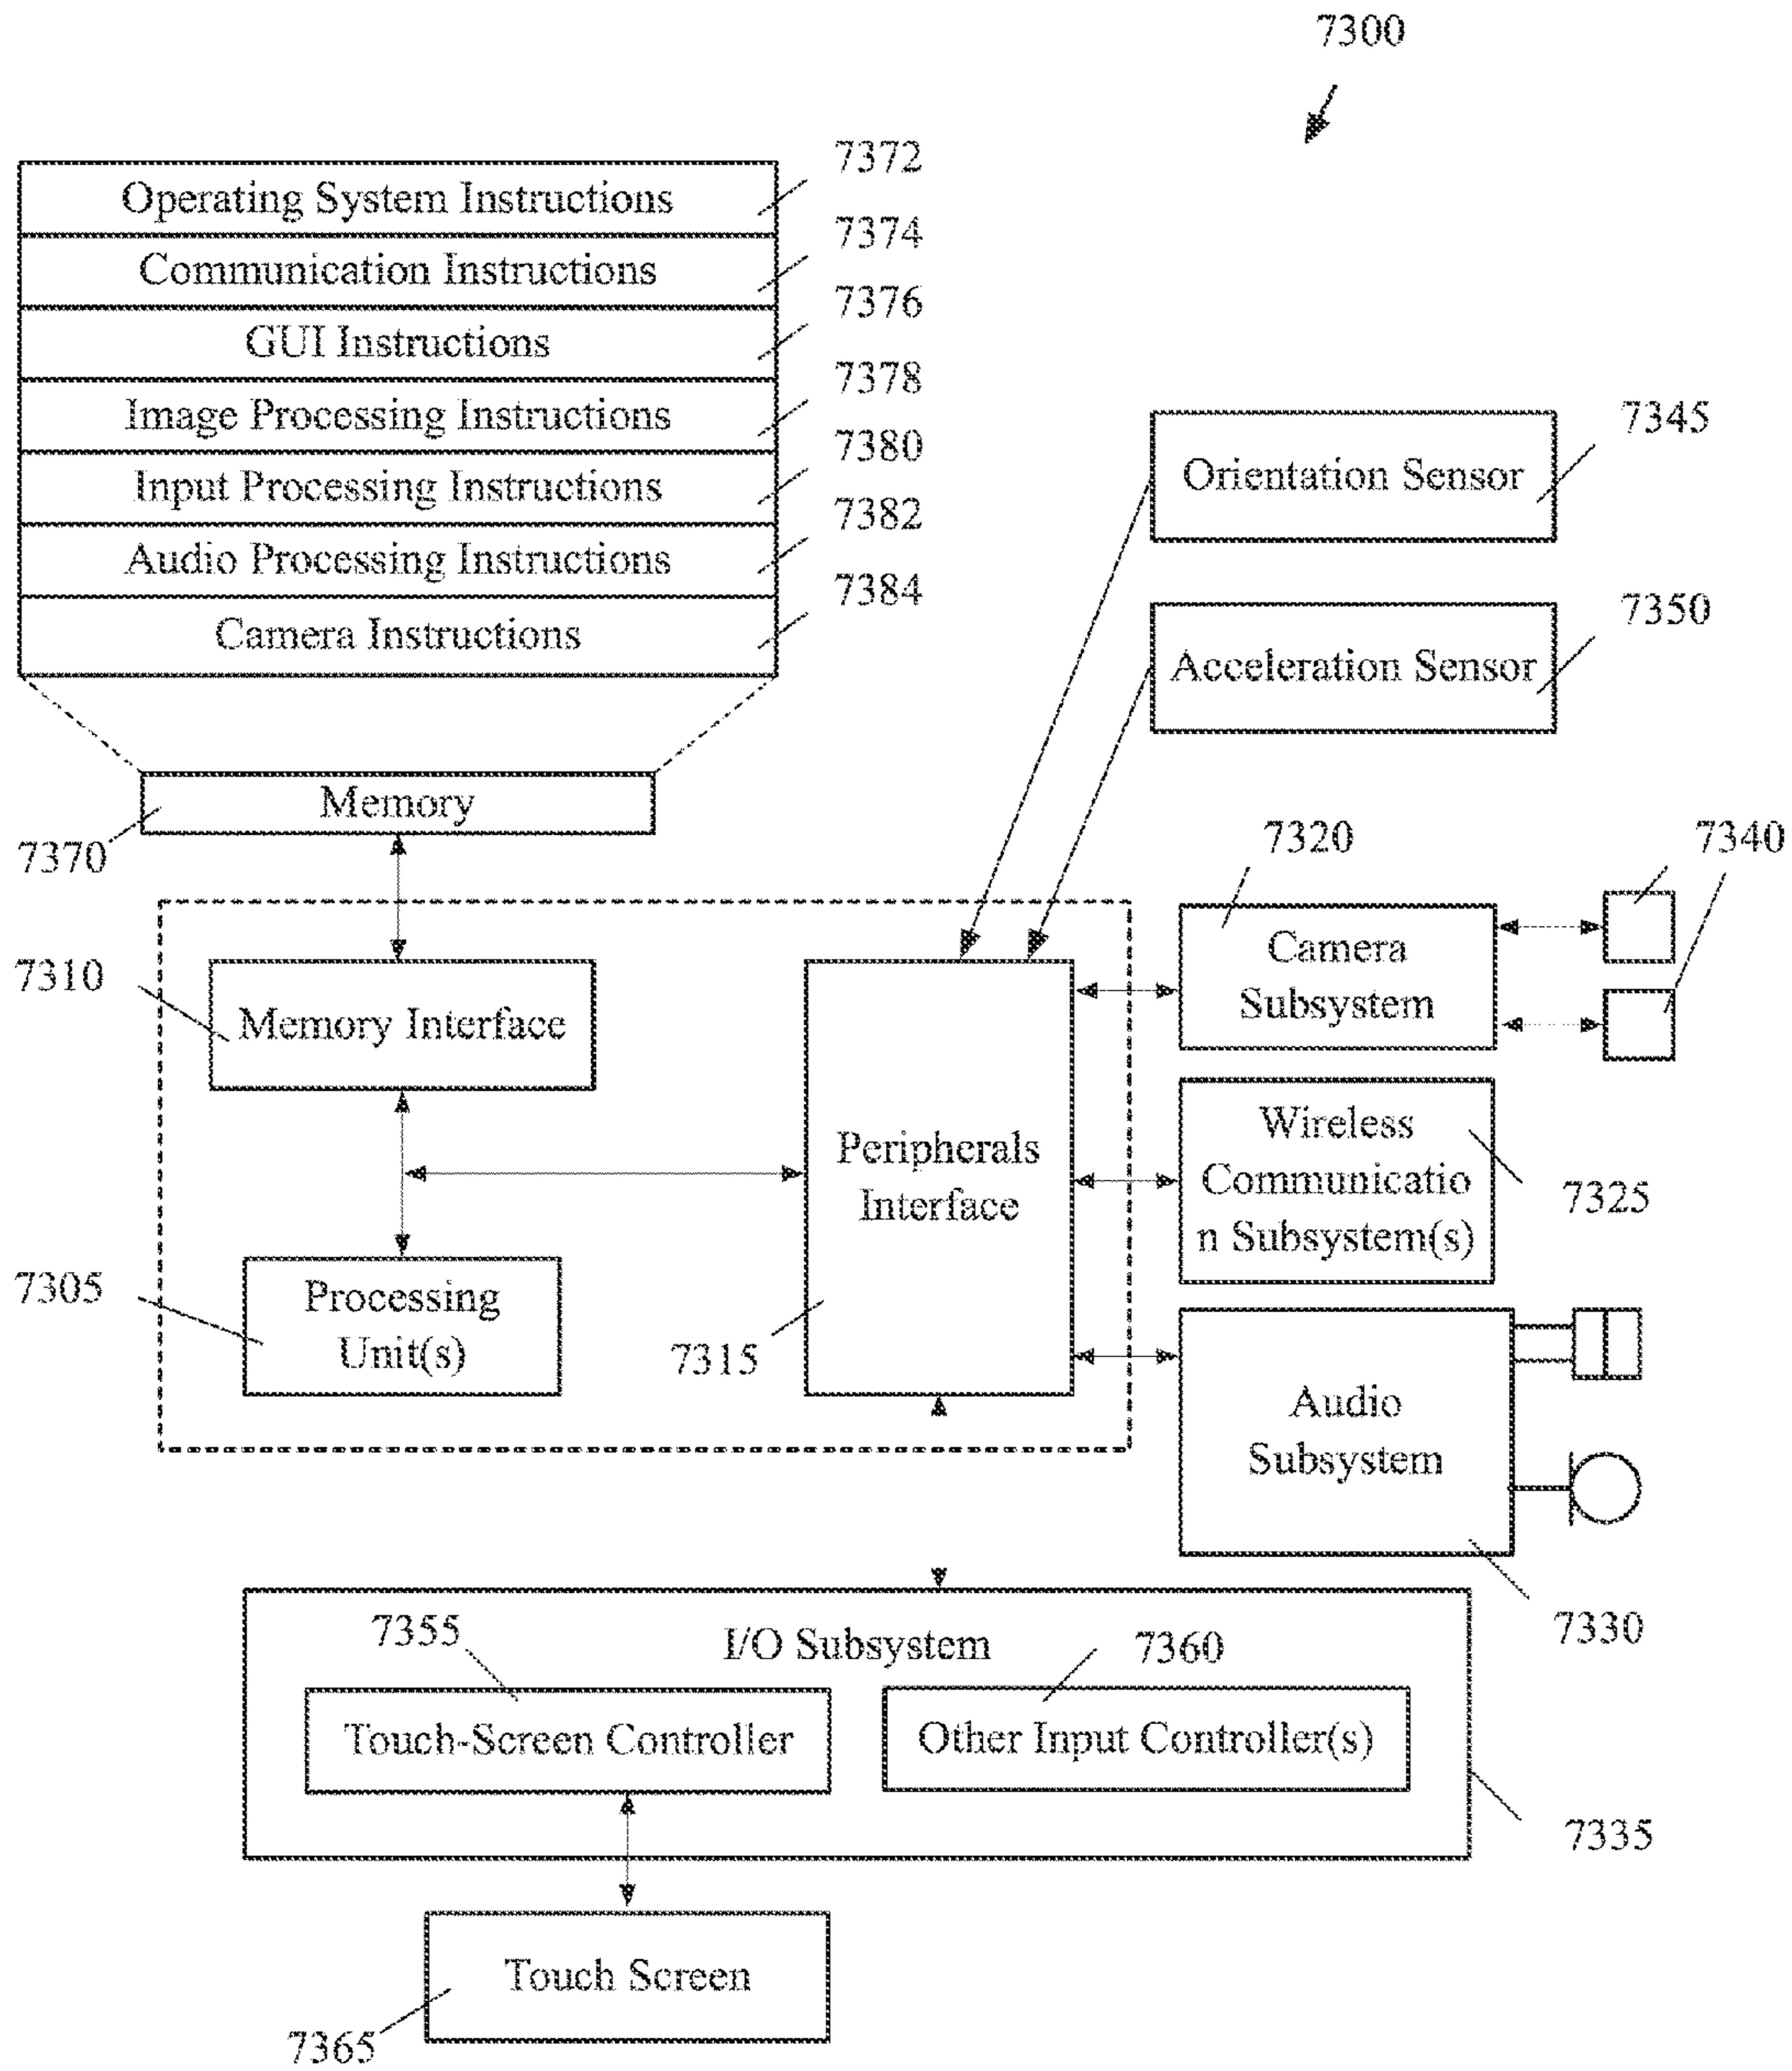 7300
7372
Operating System Instructions
7374
Communication Instructions
7376
GUI Instructions
7378
Image Processing Instructions
7380
Input Processing Instructions
7382
Audio Processing Instructions
7384
Camera Instructions
7345
Orientation Sensor
7350
Acceleration Sensor
Memory
7370
7320
7340
Camera
Subsystem
7310
Memory Interface
Peripherals
Interface
7315
Wireless
Communicatio
n Subsystem(s)
7325
7305
Processing
Unit(s)
Audio
Subsystem
7330
7355
I/O Subsystem
7360
Touch-Screen Controller
Other Input Controller(s)
7335
Touch Screen
7365